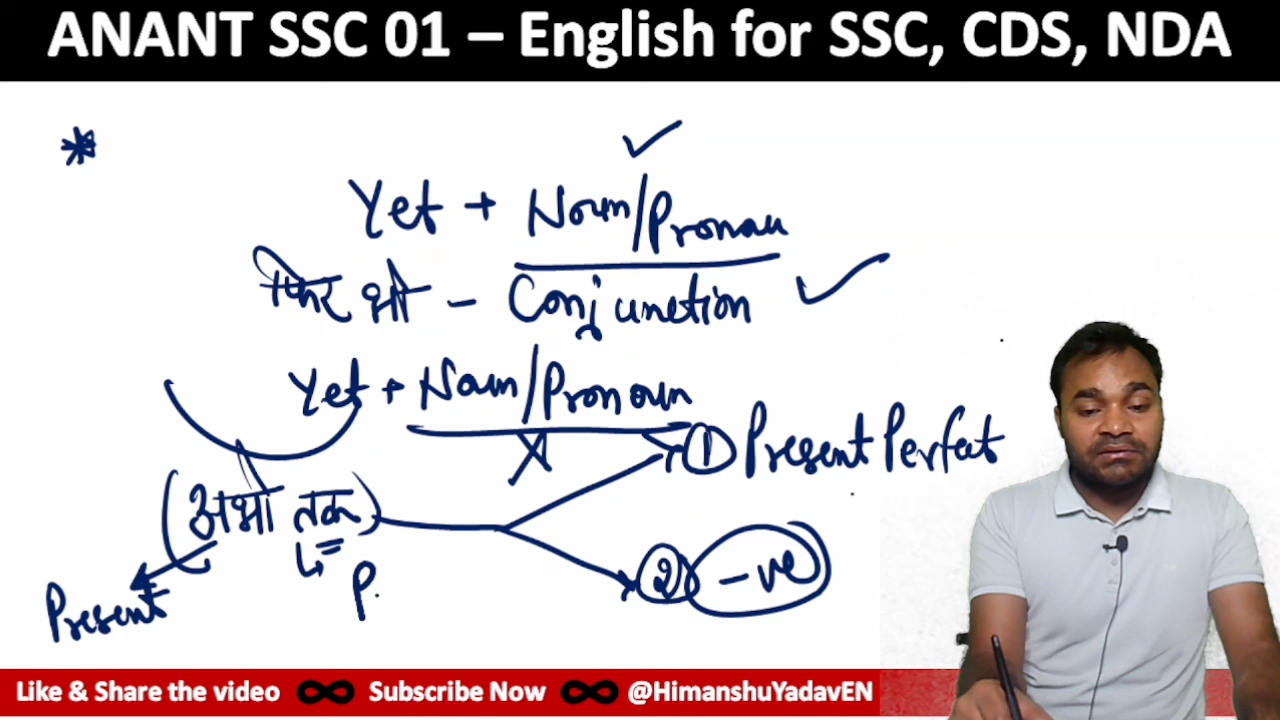 ANANT SSC 01 – English for SSC, CDS, NDA
*
Yet + Noun/Pronoun
फिर भी - Conjunction
Yet + Noun/Pronoun
① Present Perfect
(अभी तक)
② -ve
Present
P.
Like & Share the video Subscribe Now @HimanshuYadavEN